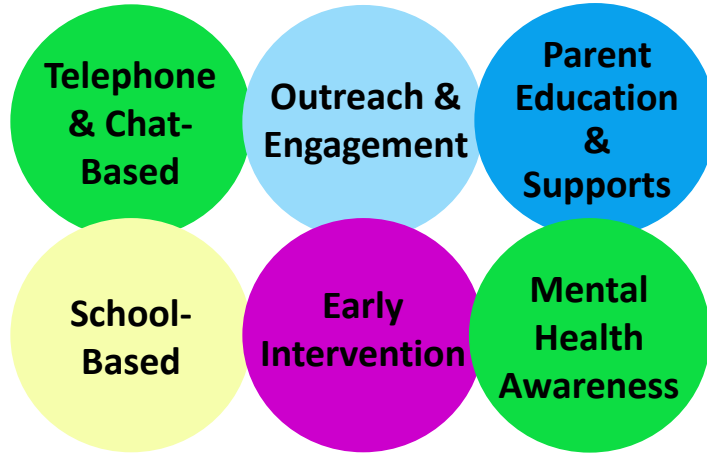 Telephone
& Chat-
Based
Outreach &
Engagement
Parent
Education
&
Supports
School-
Based
Early
Intervention
Mental
Health
Awareness